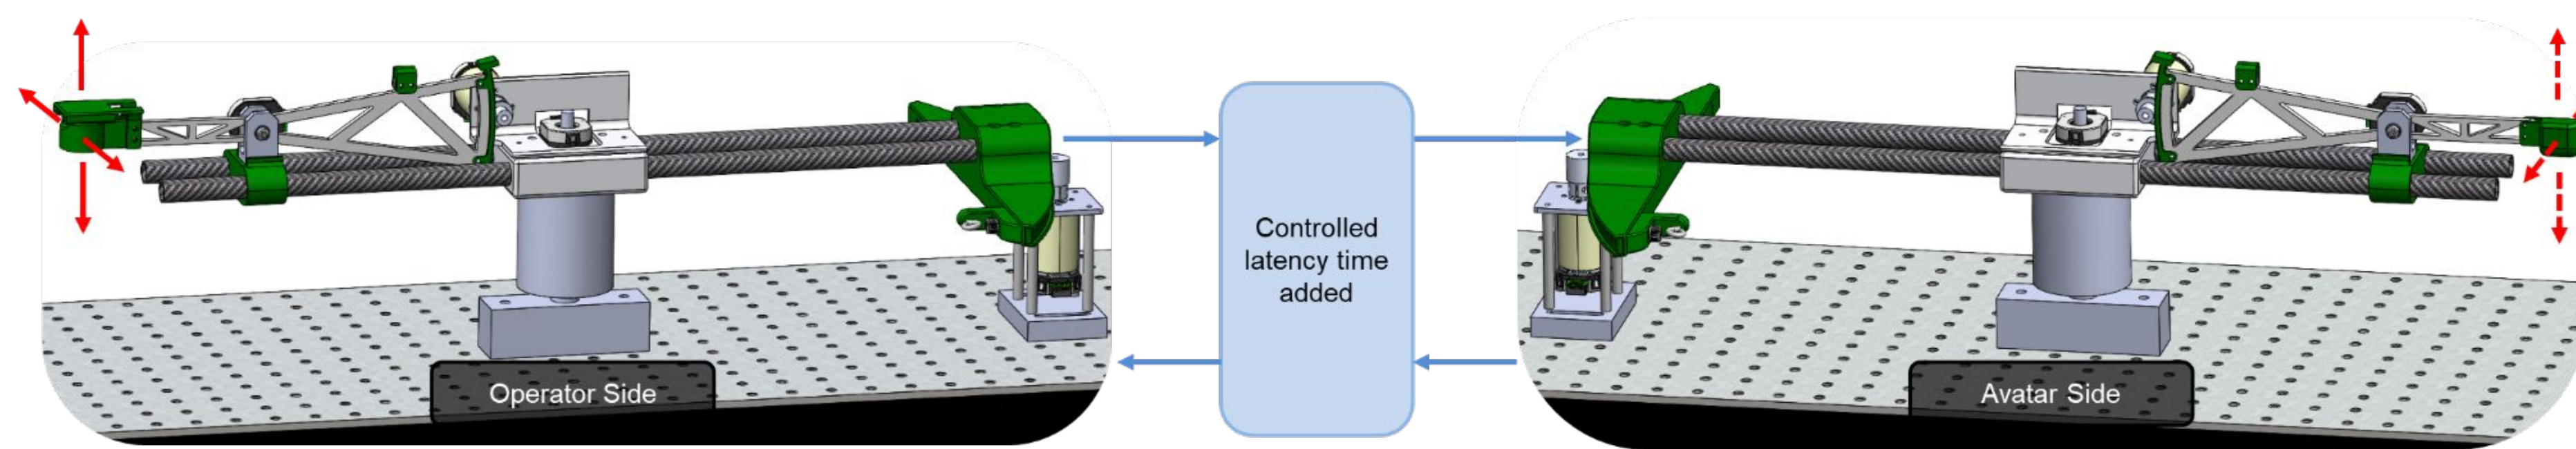 Controlled
latency time
added
Operator Side
Avatar Side